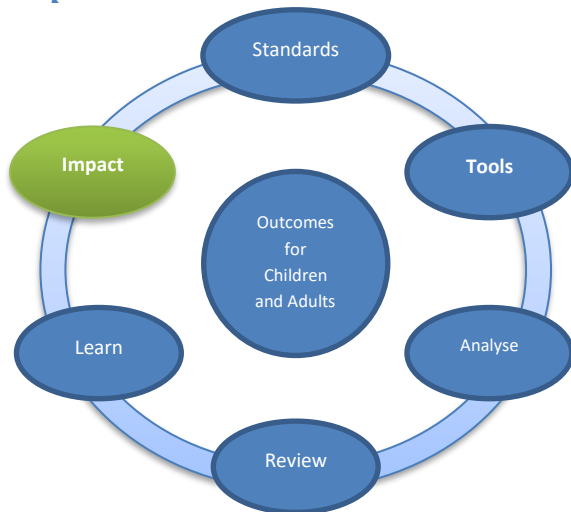 Standards
Impact
Tools
Outcomes
for
Children
and Adults
Learn
Analyse
Review